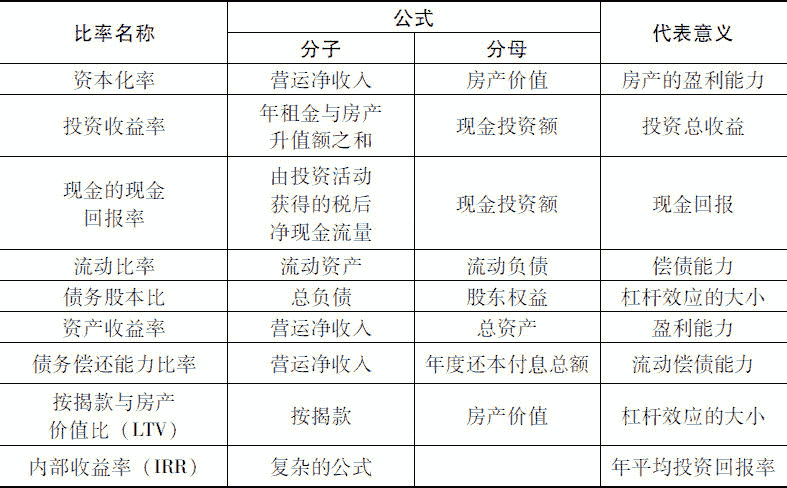 比率名称 公式 代表意义
分子 分母
资本化率 营运净收入 房产价值 房产的盈利能力
投资收益率 年租金与房产
升值额之和 现金投资额 投资总收益
现金的现金
回报率 由投资活动
获得的税后
净现金流量 现金投资额 现金回报
流动比率 流动资产 流动负债 偿债能力
债务股本比 总负债 股东权益 杠杆效应的大小
资产收益率 营运净收入 总资产 盈利能力
债务偿还能力比率 营运净收入 年度还本付息总额 流动偿债能力
按揭款与房产
价值比（LTV） 按揭款 房产价值 杠杆效应的大小
内部收益率（IRR） 复杂的公式 年平均投资回报率